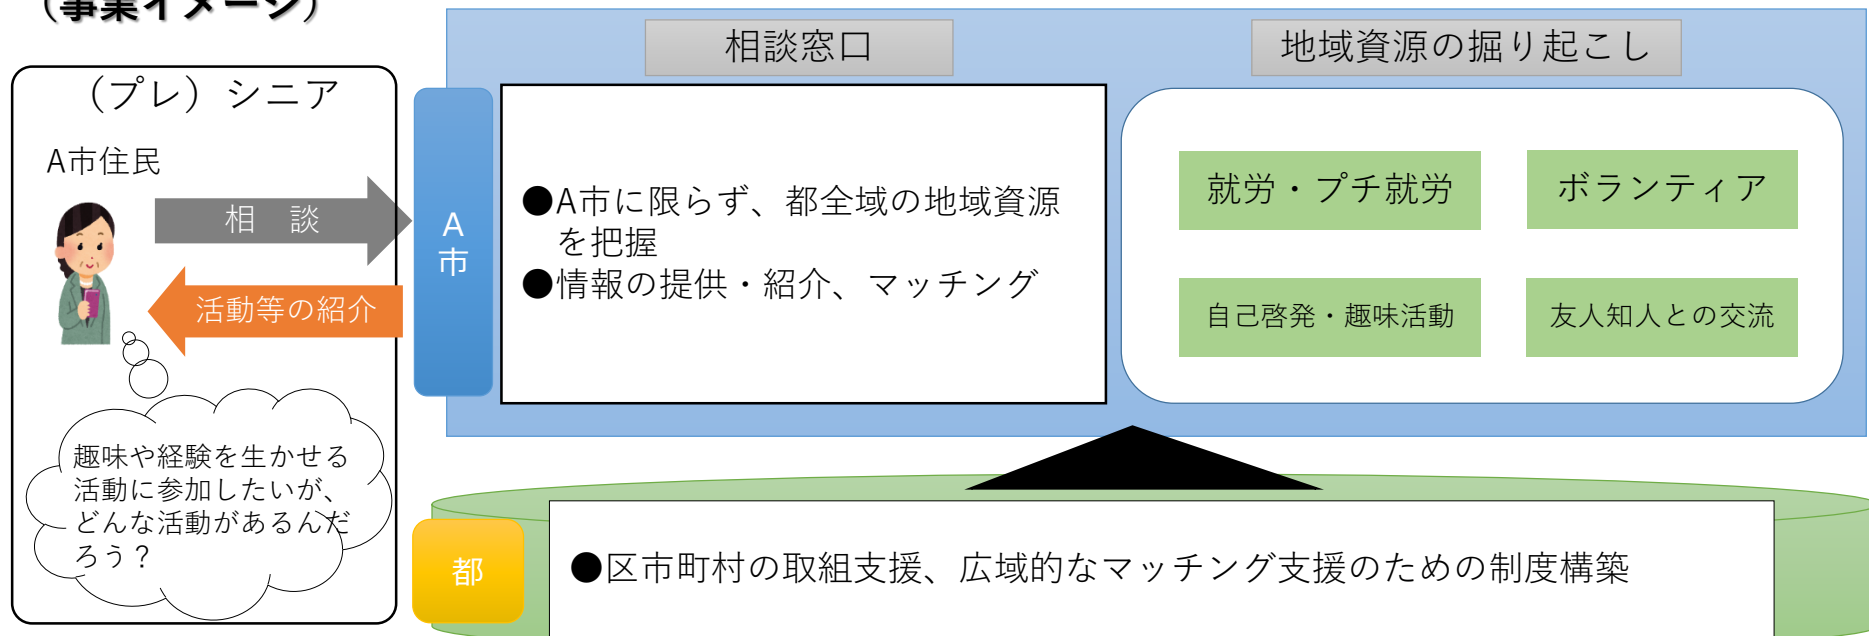 （事業イメージ）
（プレ）シニア
A市住民
相　談
活動等の紹介
趣味や経験を生かせる
活動に参加したいが、
どんな活動があるんだ
ろう？
A
市
相談窓口
●A市に限らず、都全域の地域資源
を把握
●情報の提供・紹介、マッチング
地域資源の掘り起こし
就労・プチ就労
ボランティア
自己啓発・趣味活動
友人知人との交流
都
●区市町村の取組支援、広域的なマッチング支援のための制度構築